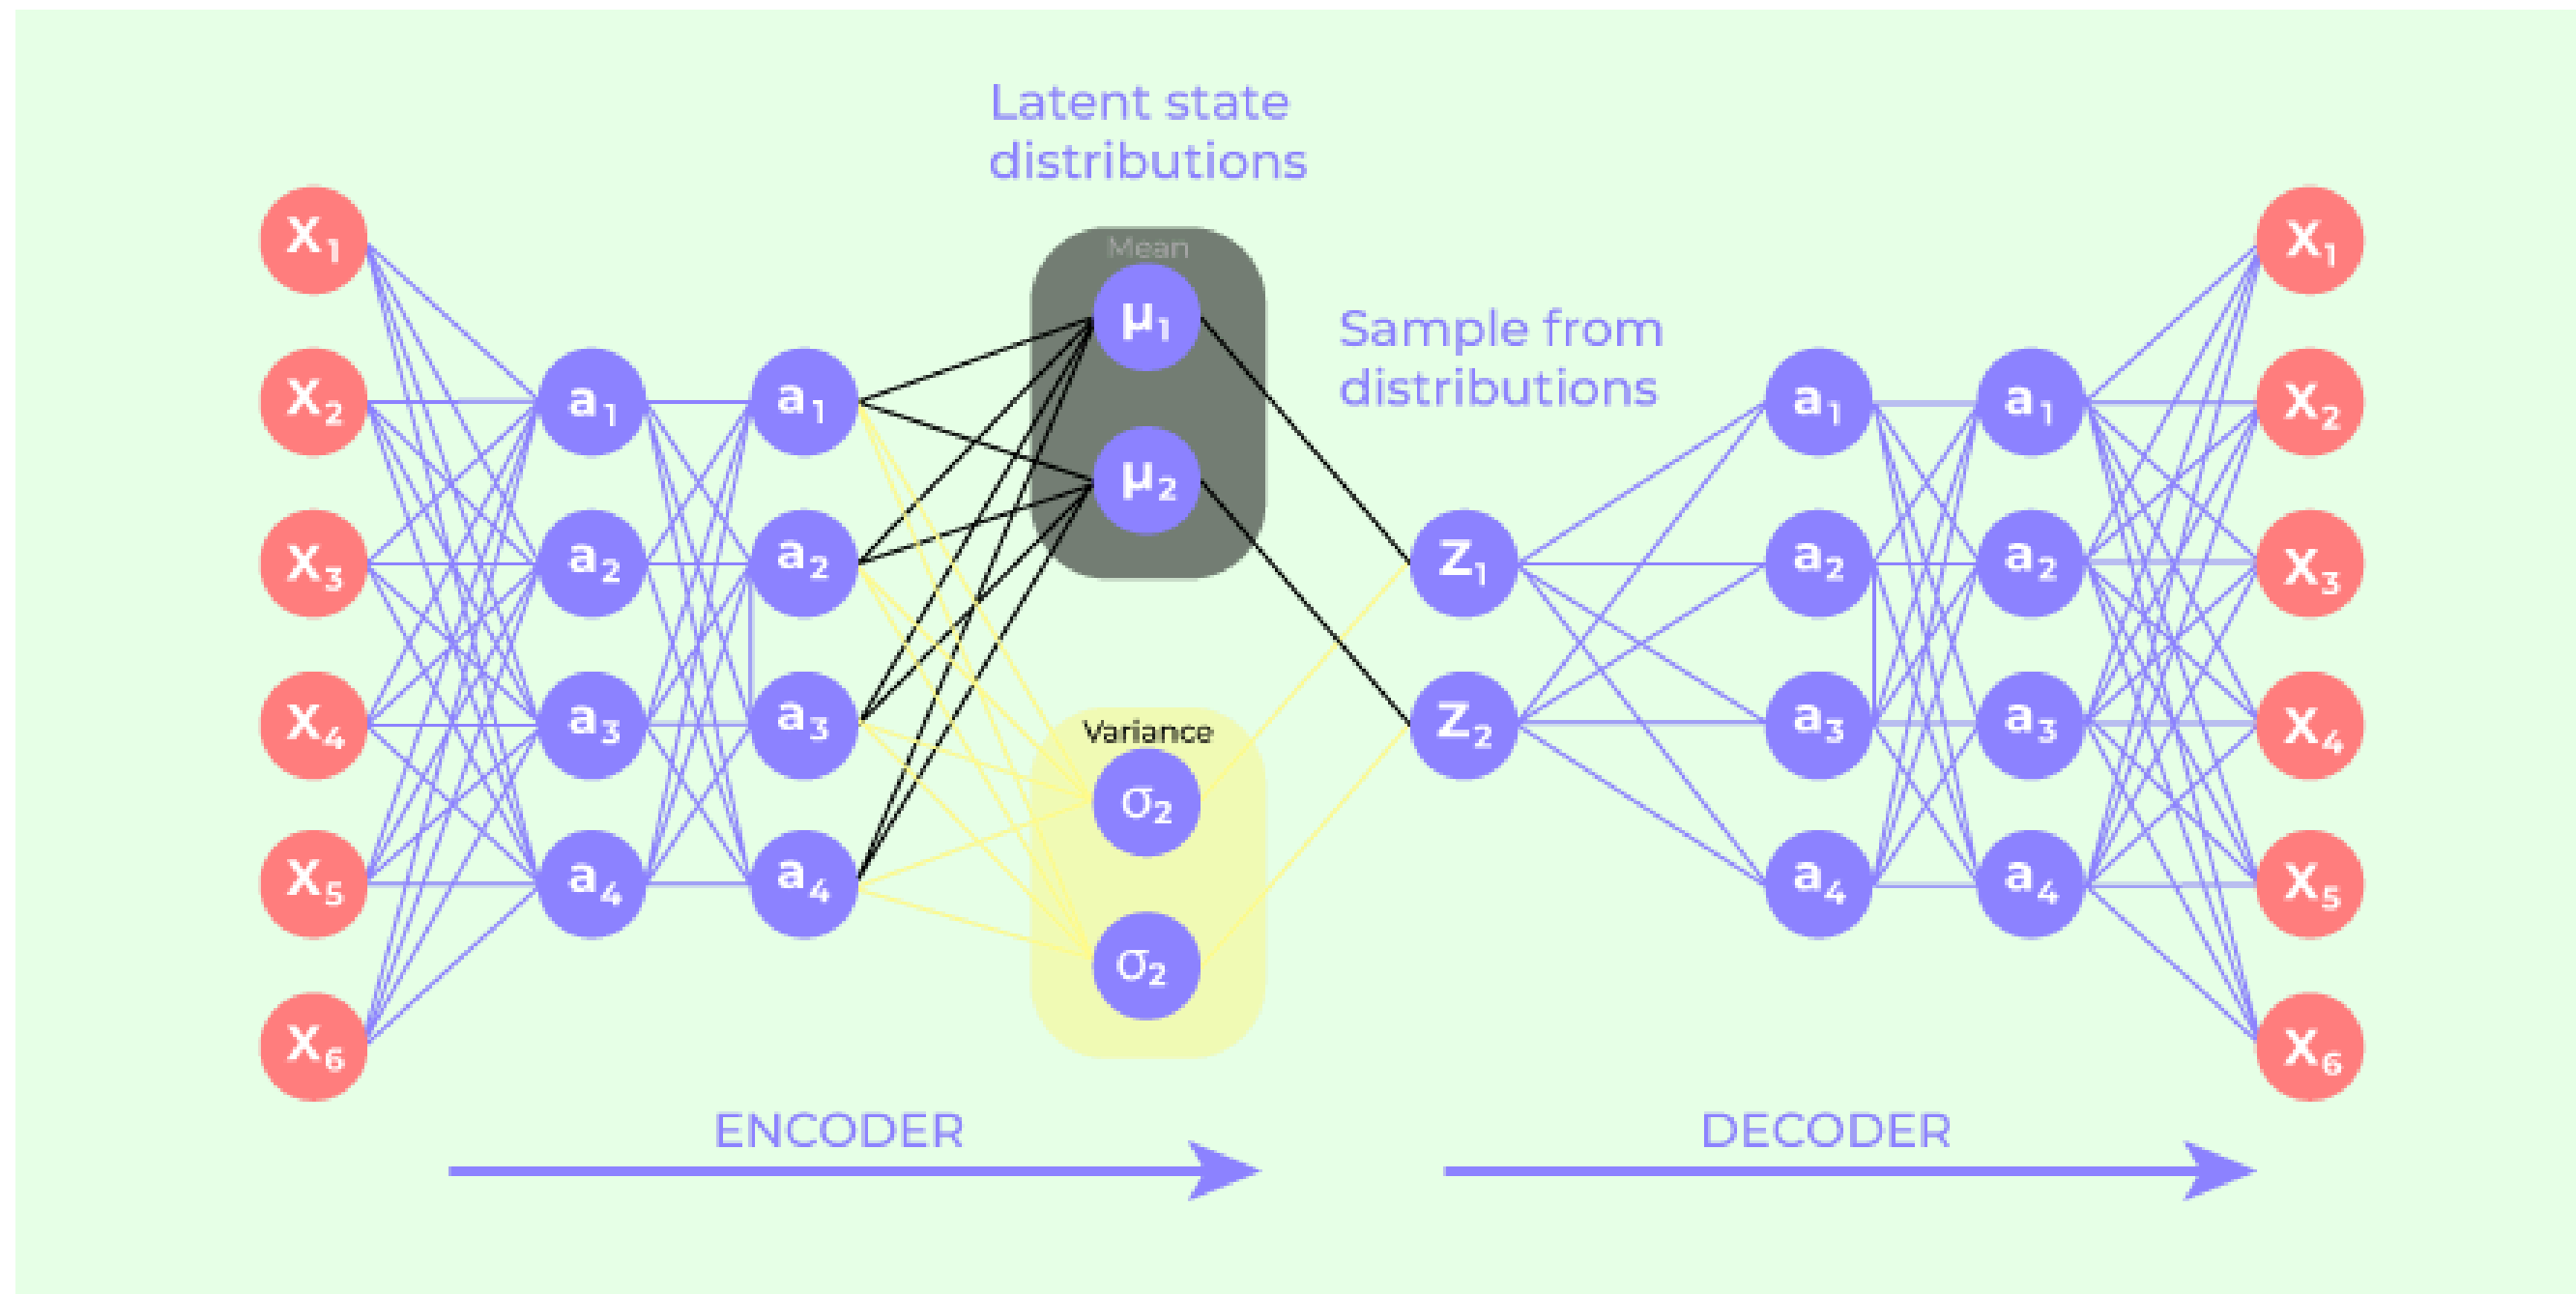 Latent state
distributions
Mean
Sample from
distributions
Variance
x₁
x₂
x₃
x₄
x₅
x₆
a₁
a₂
a₃
a₄
a₁
a₂
a₃
a₄
μ₁
μ₂
σ₂
σ₂
z₁
z₂
a₁
a₂
a₃
a₄
a₁
a₂
a₃
a₄
x₁
x₂
x₃
x₄
x₅
x₆
ENCODER
DECODER